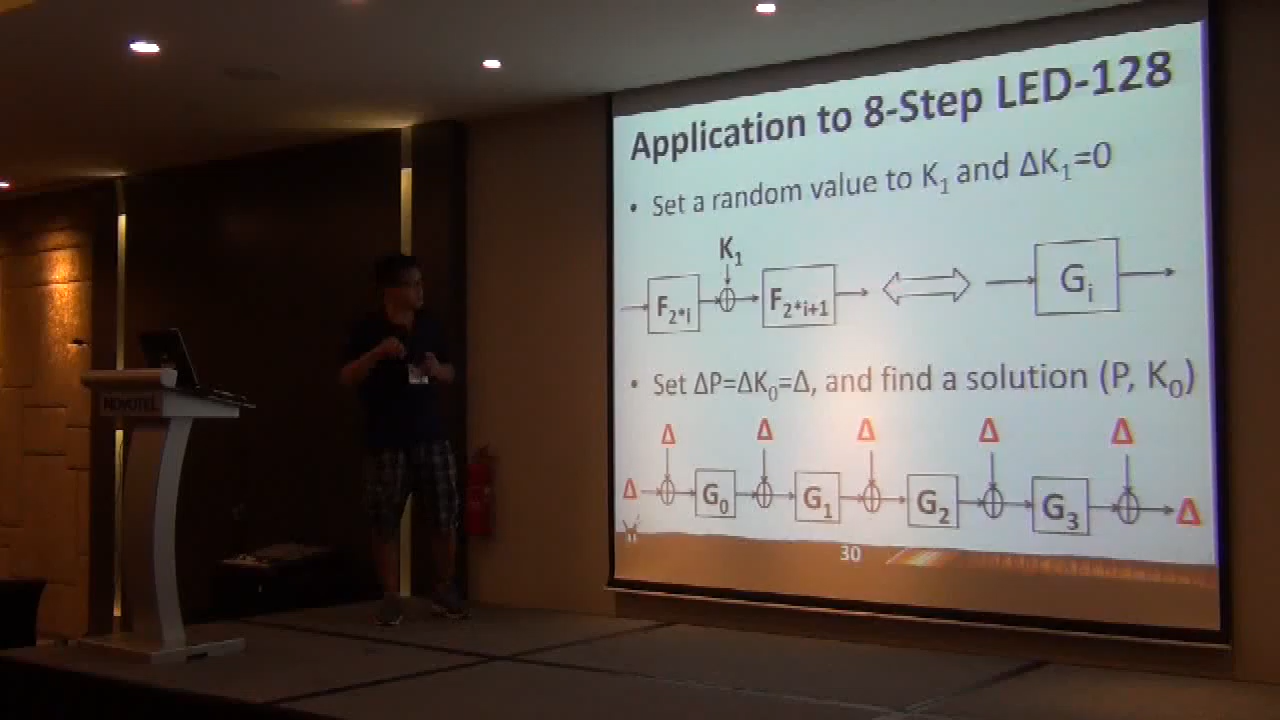 Application to 8-Step LED-128
• Set a random value to K₁ and ΔK₁=0
K₁
F₂*ᵢ ⊕ F₂*ᵢ₊₁ Gᵢ
• Set ΔP=ΔK₀=Δ, and find a solution (P, K₀)
Δ Δ Δ Δ Δ
Δ ⊕ G₀ ⊕ G₁ ⊕ G₂ ⊕ G₃ ⊕ Δ
30
NOVOTEL